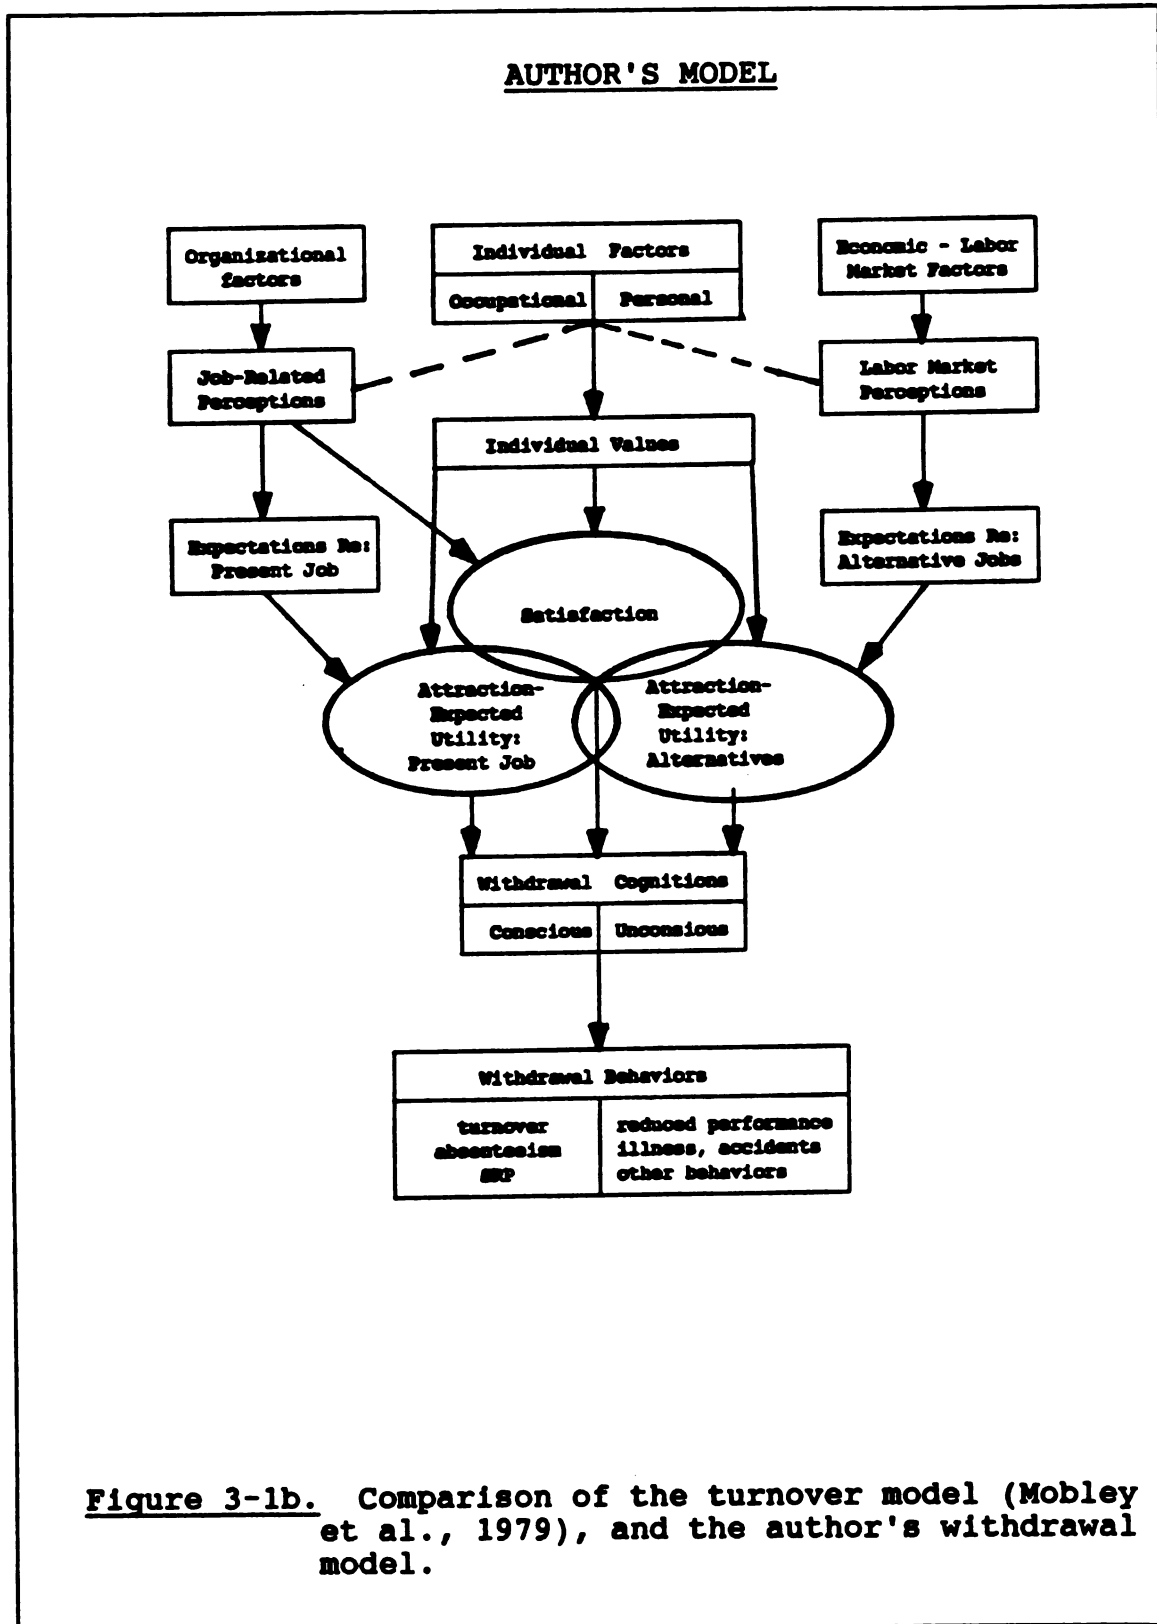 AUTHOR'S MODEL
Organizational
factors
Individual Factors
Occupational Personal
Economic - Labor
Market Factors
Job-Related
Perceptions
Labor Market
Perceptions
Individual Values
Expectations Re:
Present Job
Expectations Re:
Alternative Jobs
Satisfaction
Attraction-
Expected
Utility:
Present Job
Attraction-
Expected
Utility:
Alternatives
Withdrawal Cognitions
Conscious Unconsious
Withdrawal Behaviors
turnover
absenteeism
reduced performance
illness, accidents
other behaviors
Figure 3-1b. Comparison of the turnover model (Mobley
et al., 1979), and the author's withdrawal
model.